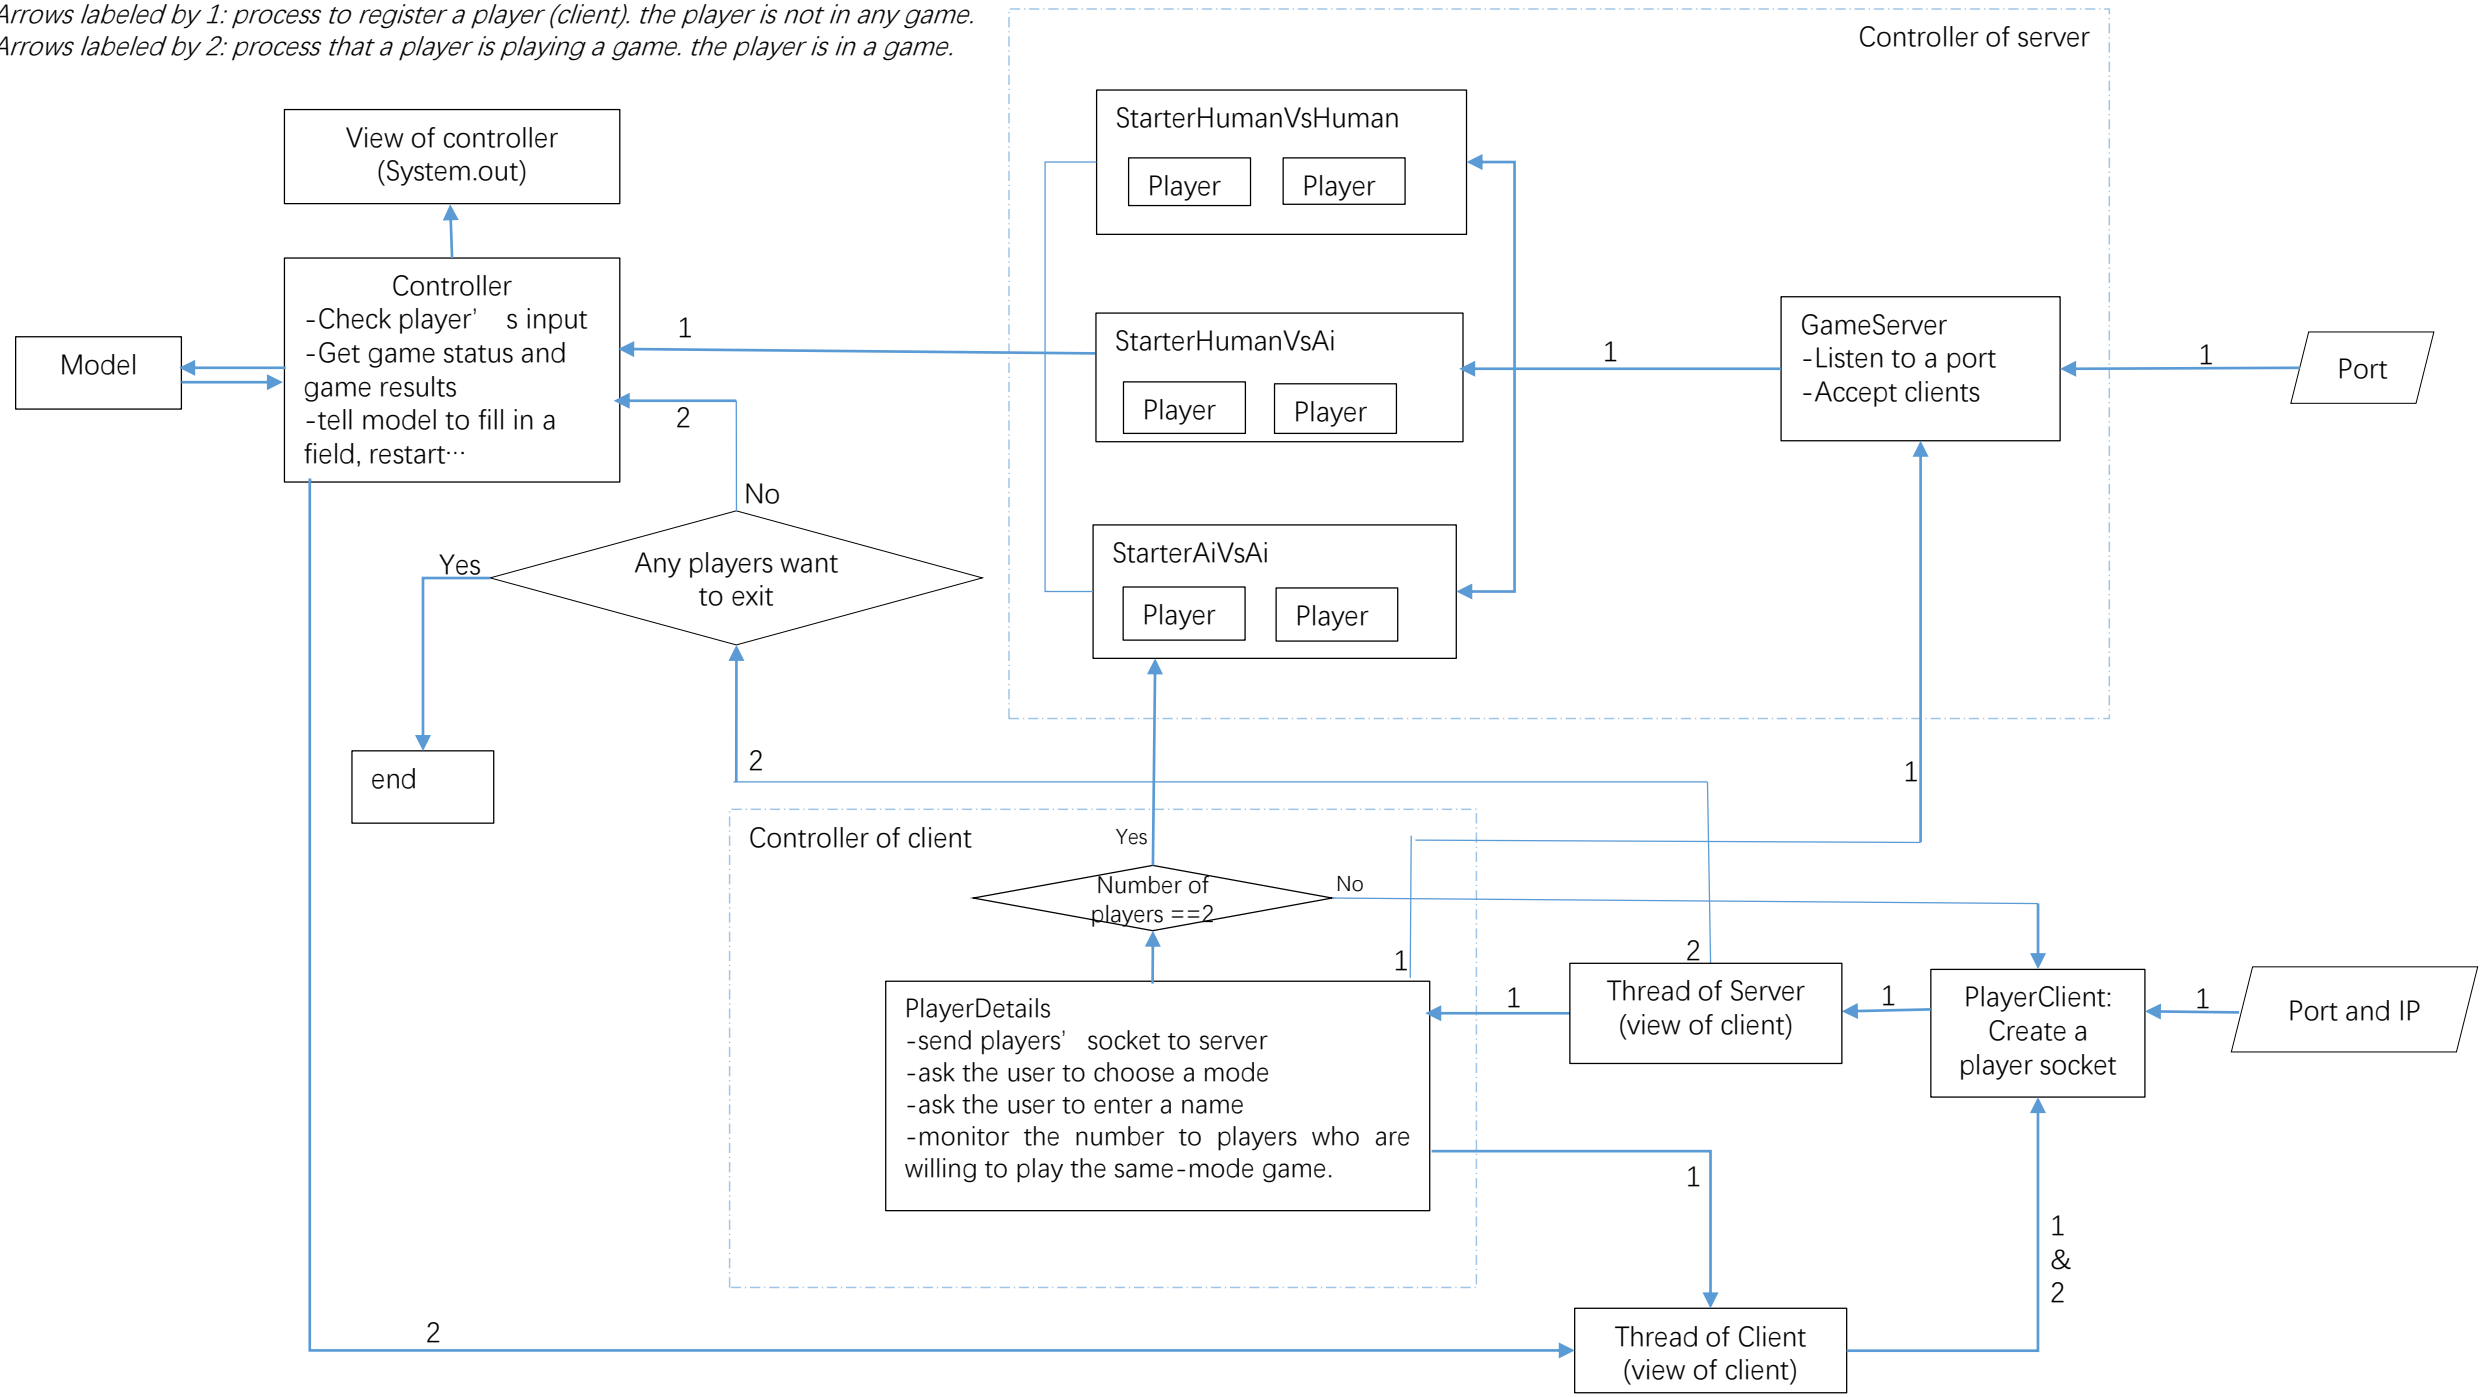 Arrows labeled by 1: process to register a player (client). the player is not in any game.
Arrows labeled by 2: process that a player is playing a game. the player is in a game.
Controller of server
View of controller
(System.out)
StarterHumanVsHuman
Player
Player
Controller
-Check player’ s input
-Get game status and
game results
-tell model to fill in a
field, restart…
Model
1
2
StarterHumanVsAi
Player
Player
1
GameServer
-Listen to a port
-Accept clients
1
Port
No
Yes
Any players want
to exit
StarterAiVsAi
Player
Player
end
2
1
Controller of client
Yes
Number of
players ==2
No
1
2
PlayerDetails
-send players’ socket to server
-ask the user to choose a mode
-ask the user to enter a name
-monitor the number to players who are
willing to play the same-mode game.
1
Thread of Server
(view of client)
1
PlayerClient:
Create a
player socket
1
Port and IP
1
1
&
2
2
Thread of Client
(view of client)